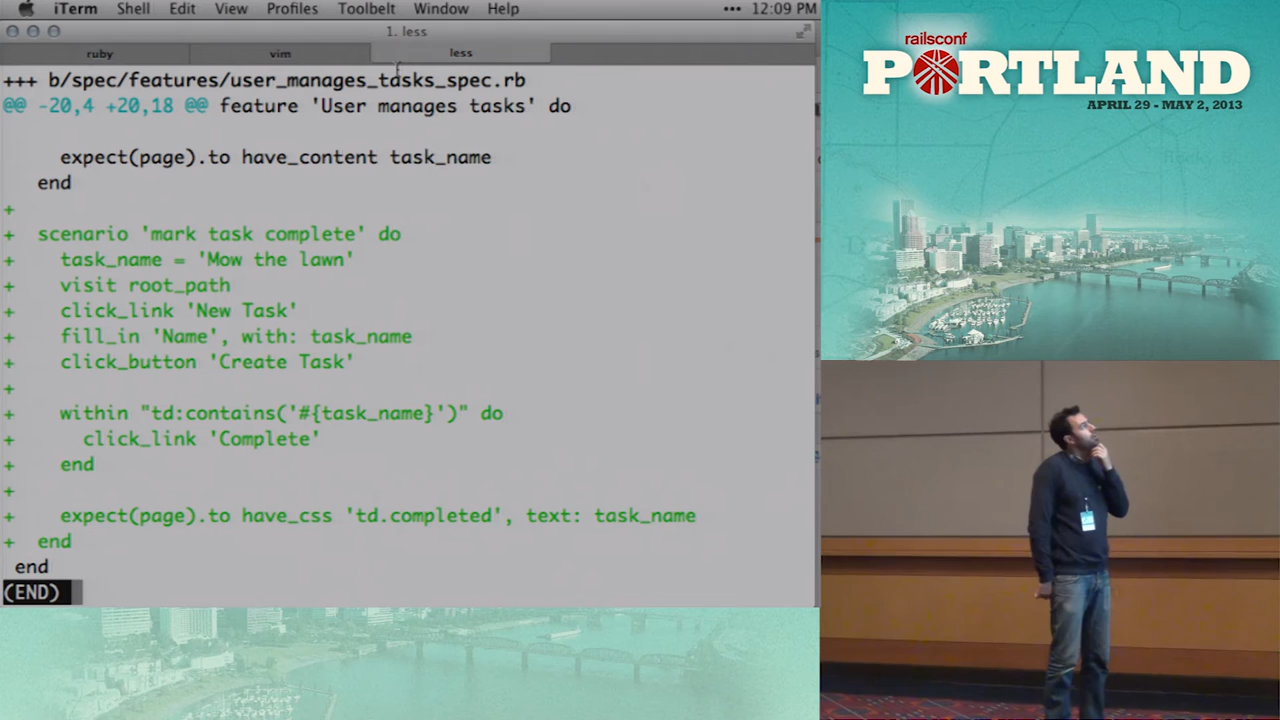 iTerm Shell Edit View Profiles Toolbelt Window Help ••• 12:09 PM
1. less
ruby vim less
+++ b/spec/features/user_manages_tasks_spec.rb
@@ -20,4 +20,18 @@ feature 'User manages tasks' do
expect(page).to have_content task_name
end
+
+ scenario 'mark task complete' do
+ task_name = 'Mow the lawn'
+ visit root_path
+ click_link 'New Task'
+ fill_in 'Name', with: task_name
+ click_button 'Create Task'
+
+ within "td:contains('#{task_name}')" do
+ click_link 'Complete'
+ end
+
+ expect(page).to have_css 'td.completed', text: task_name
+ end
end
(END)
railsconf
PORTLAND
APRIL 29 - MAY 2, 2013